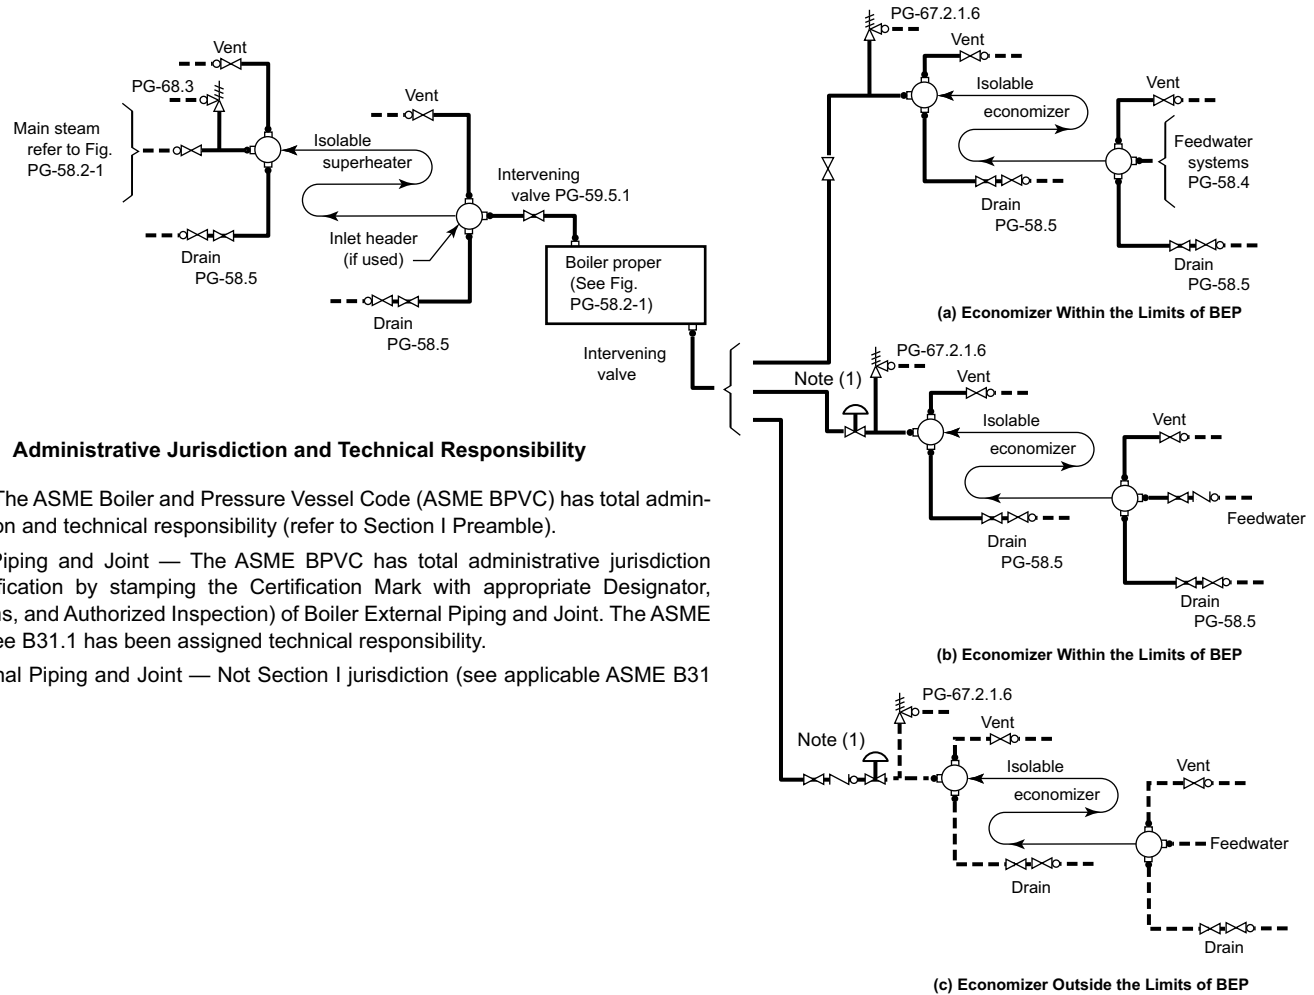 Vent
PG-68.3
Main steam
refer to Fig.
PG-58.2-1
Isolable
superheater
Drain
PG-58.5
Vent
Intervening
valve PG-59.5.1
Inlet header
(if used)
Drain
PG-58.5
Boiler proper
(See Fig.
PG-58.2-1)
Intervening
valve
PG-67.2.1.6
Vent
Isolable
economizer
Vent
Feedwater
systems
PG-58.4
Drain
PG-58.5
Drain
PG-58.5
(a) Economizer Within the Limits of BEP
Note (1)
PG-67.2.1.6
Vent
Isolable
economizer
Vent
Feedwater
Drain
PG-58.5
Drain
PG-58.5
(b) Economizer Within the Limits of BEP
Note (1)
PG-67.2.1.6
Vent
Isolable
economizer
Vent
Feedwater
Drain
Drain
(c) Economizer Outside the Limits of BEP
Administrative Jurisdiction and Technical Responsibility
The ASME Boiler and Pressure Vessel Code (ASME BPVC) has total admin-
on and technical responsibility (refer to Section I Preamble).
Piping and Joint — The ASME BPVC has total administrative jurisdiction
fication by stamping the Certification Mark with appropriate Designator,
s, and Authorized Inspection) of Boiler External Piping and Joint. The ASME
ee B31.1 has been assigned technical responsibility.
nal Piping and Joint — Not Section I jurisdiction (see applicable ASME B31